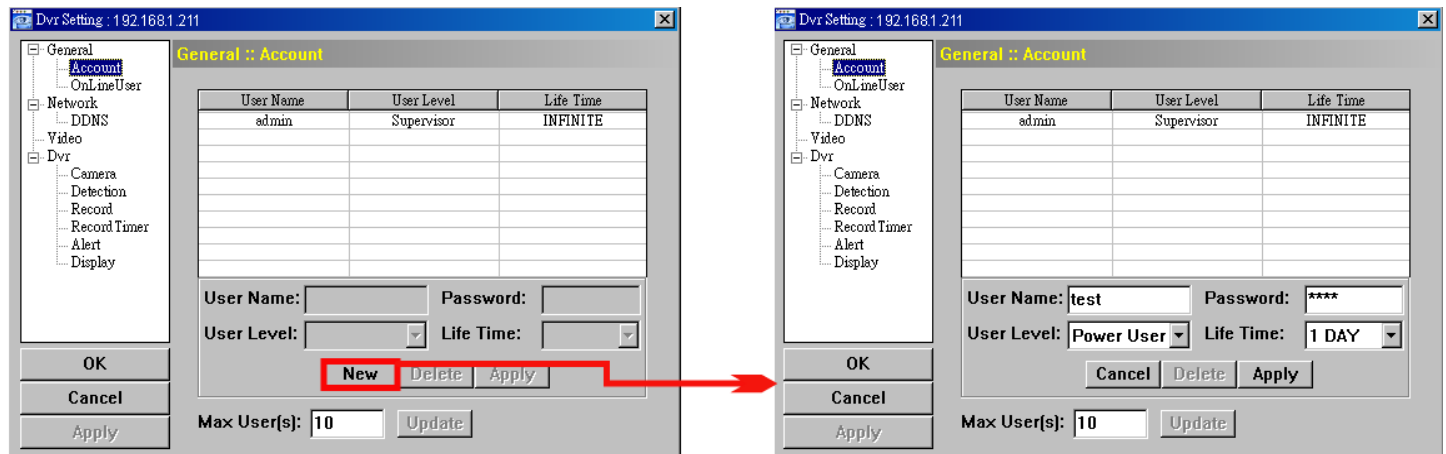 Dvr Setting : 192.168.1.211
General
Account
OnLineUser
Network
DDNS
Video
Dvr
Camera
Detection
Record
Record Timer
Alert
Display
OK
Cancel
Apply
General :: Account
User Name User Level Life Time
admin Supervisor INFINITE
User Name: Password:
User Level: Life Time:
New Delete Apply
Max User(s): 10 Update
Dvr Setting : 192.168.1.211
General
Account
OnLineUser
Network
DDNS
Video
Dvr
Camera
Detection
Record
Record Timer
Alert
Display
OK
Cancel
Apply
General :: Account
User Name User Level Life Time
admin Supervisor INFINITE
User Name: test Password: ****
User Level: Power User Life Time: 1 DAY
Cancel Delete Apply
Max User(s): 10 Update